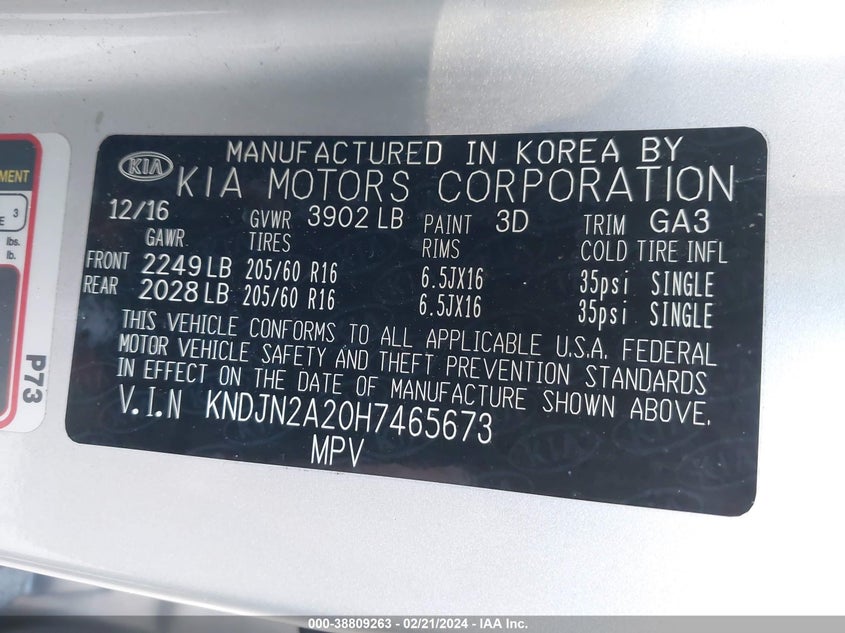 MENT
3
E
lbs.
lb.
P73
KIA
MANUFACTURED IN KOREA BY
KIA MOTORS CORPORATION
12/16 GVWR 3902 LB PAINT 3D TRIM GA3
GAWR TIRES RIMS COLD TIRE INFL
FRONT 2249 LB 205/60 R16 6.5JX16 35psi SINGLE
REAR 2028 LB 205/60 R16 6.5JX16 35psi SINGLE
THIS VEHICLE CONFORMS TO ALL APPLICABLE U.S.A. FEDERAL
MOTOR VEHICLE SAFETY AND THEFT PREVENTION STANDARDS
IN EFFECT ON THE DATE OF MANUFACTURE SHOWN ABOVE.
V.I.N KNDJN2A20H7465673
MPV
000-38809263 - 02/21/2024 - IAA Inc.